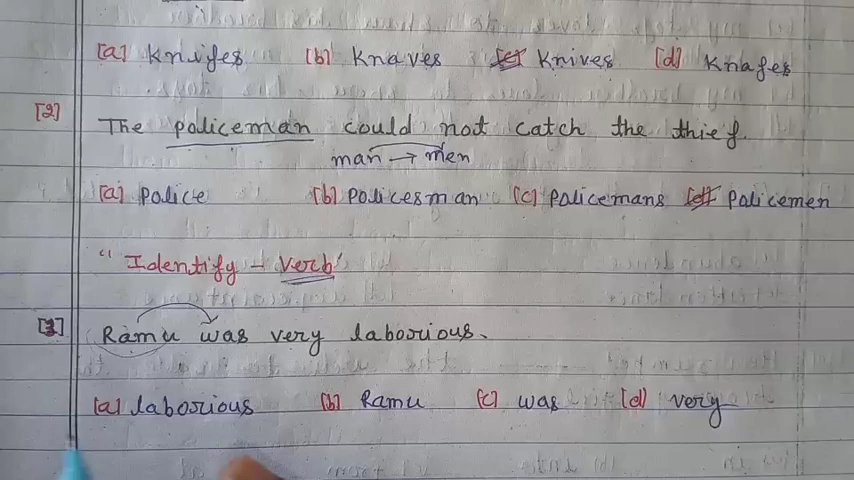 [a] Knifes (b) Knaves [c] Knives [d] Knafes
[2] The policeman could not catch the thief.
man → men
[a] Police (b) Policesman (c) Policemans [d] Policemen
"Identify - verb"
[3] Ramu was very laborious.
[a] laborious (b) Ramu (c) was [d] very